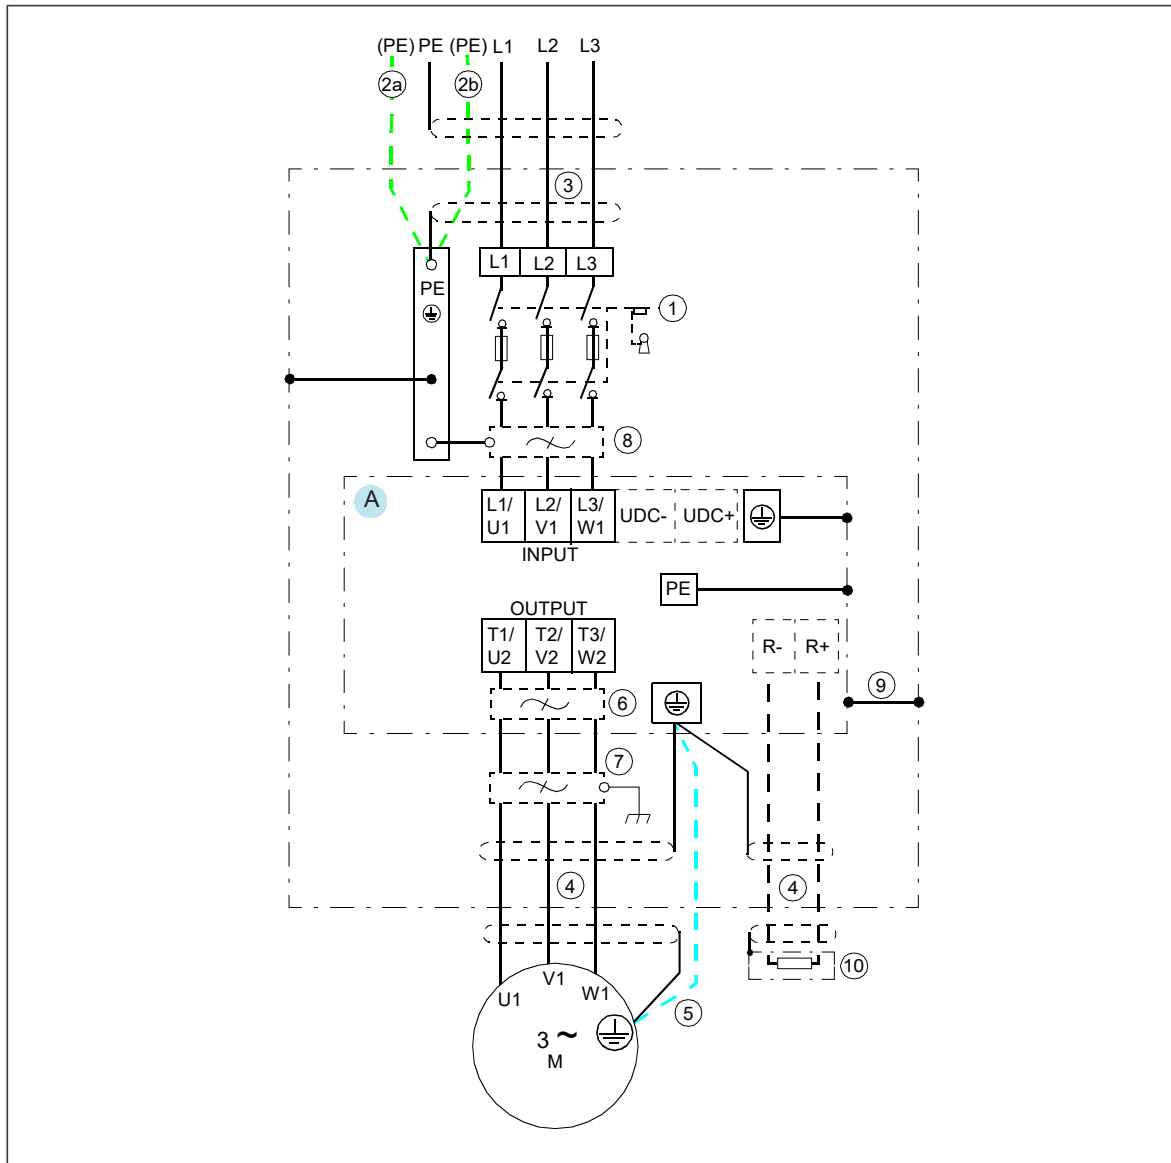 (PE) PE (PE) L1 L2 L3
2a 2b
3
L1 L2 L3
PE
1
8
A
L1/ U1
L2/ V1
L3/ W1
UDC- UDC+
INPUT
PE
OUTPUT
T1/ U2
T2/ V2
T3/ W2
R- R+
9
6
7
4 4
10
U1 V1 W1
5
3 ~
M